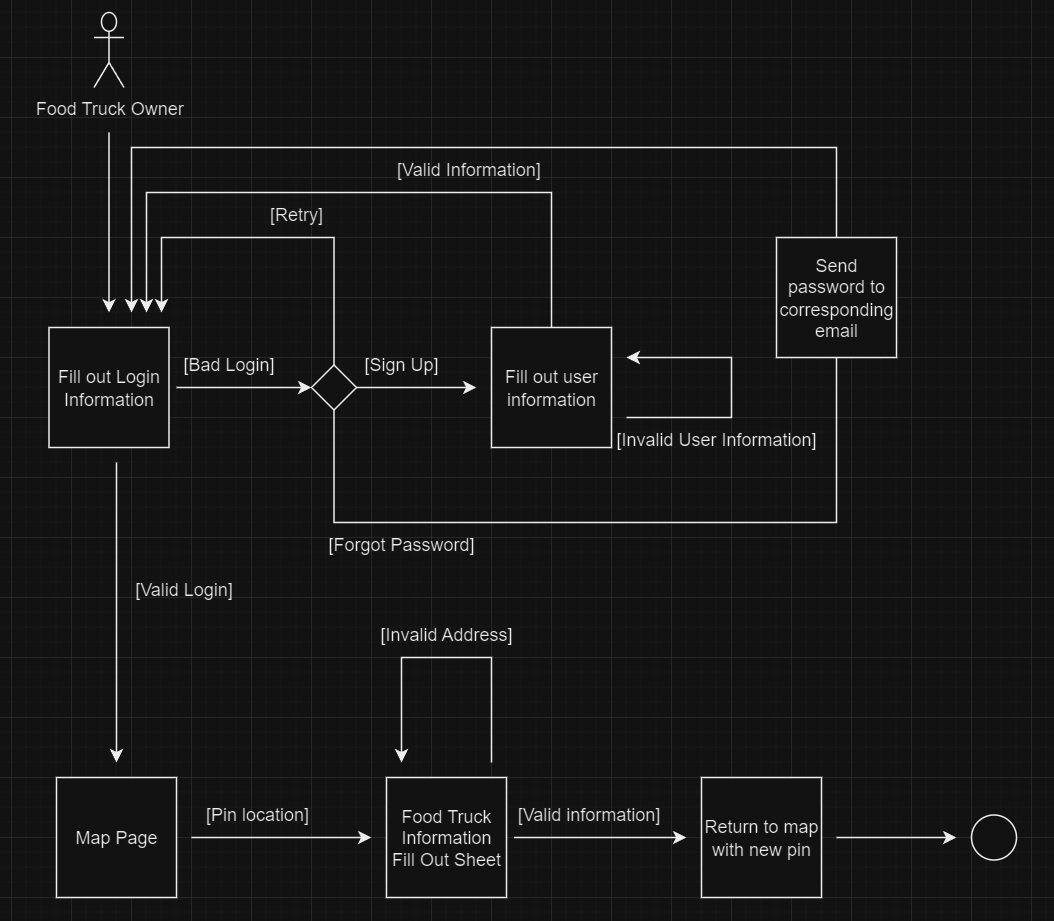 Food Truck Owner
[Valid Information]
[Retry]
Send
password to
corresponding
email
[Bad Login]
[Sign Up]
Fill out Login
Information
Fill out user
information
[Invalid User Information]
[Forgot Password]
[Valid Login]
[Invalid Address]
Map Page
[Pin location]
Food Truck
Information
Fill Out Sheet
[Valid information]
Return to map
with new pin